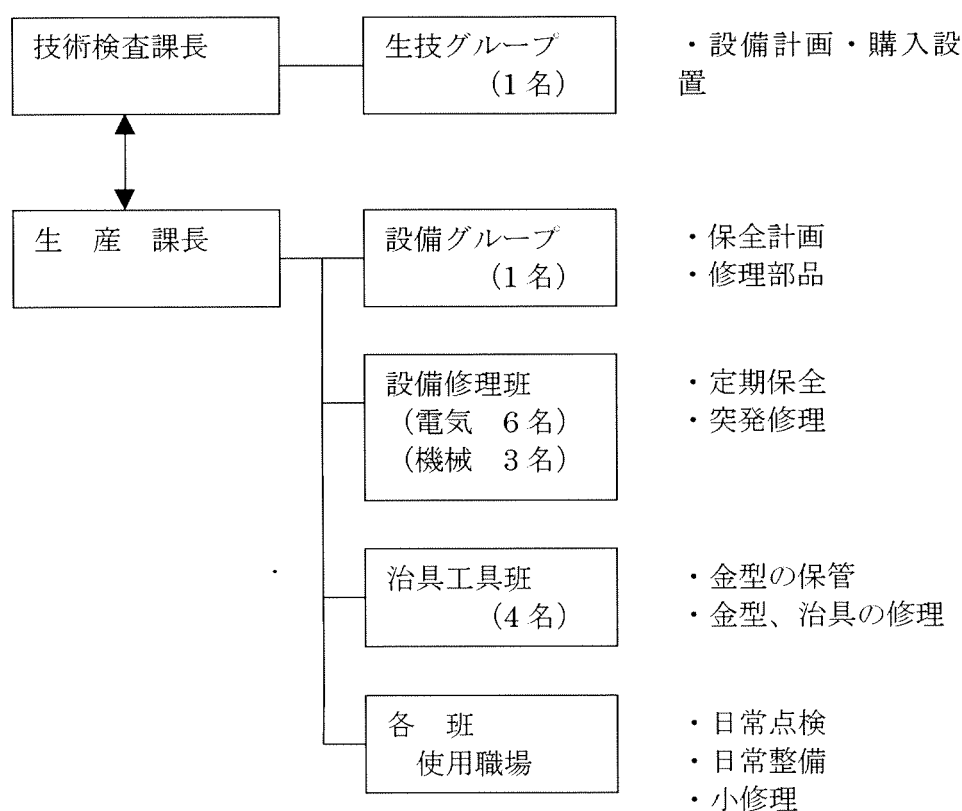 技術検査課長
生技グループ
(1名)
・設備計画・購入設
置
生　産　課長
設備グループ
(1名)
・保全計画
・修理部品
設備修理班
(電気　6名)
(機械　3名)
・定期保全
・突発修理
治具工具班
(4名)
・金型の保管
・金型、治具の修理
各　班
使用職場
・日常点検
・日常整備
・小修理